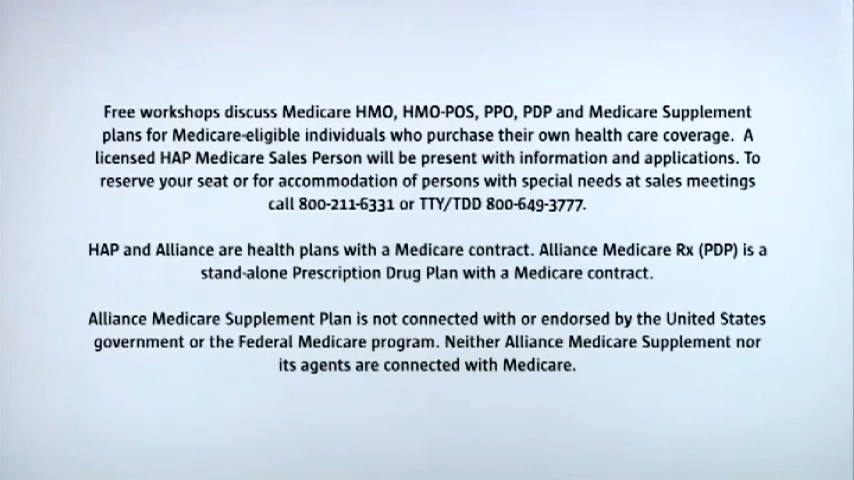 Free workshops discuss Medicare HMO, HMO-POS, PPO, PDP and Medicare Supplement
plans for Medicare-eligible individuals who purchase their own health care coverage. A
licensed HAP Medicare Sales Person will be present with information and applications. To
reserve your seat or for accommodation of persons with special needs at sales meetings
call 800-211-6331 or TTY/TDD 800-649-3777.
HAP and Alliance are health plans with a Medicare contract. Alliance Medicare Rx (PDP) is a
stand-alone Prescription Drug Plan with a Medicare contract.
Alliance Medicare Supplement Plan is not connected with or endorsed by the United States
government or the Federal Medicare program. Neither Alliance Medicare Supplement nor
its agents are connected with Medicare.